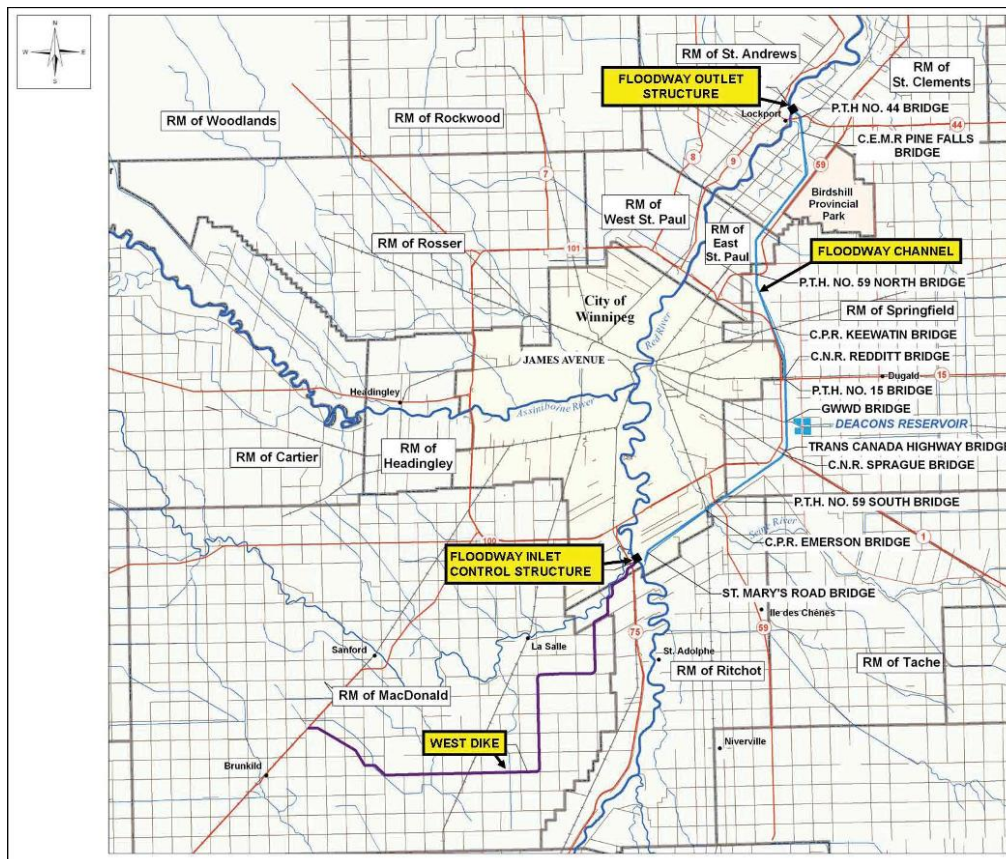 N
W
E
S
RM of St. Andrews
RM of
St. Clements
FLOODWAY OUTLET
STRUCTURE
P.T.H NO. 44 BRIDGE
Lockport
44
RM of Woodlands
RM of Rockwood
C.E.M.R PINE FALLS
BRIDGE
8
9
59
7
Birdshill
Provincial
Park
RM of
West St. Paul
RM of
East
St. Paul
RM of Rosser
101
FLOODWAY CHANNEL
P.T.H. NO. 59 NORTH BRIDGE
City of
Winnipeg
RM of Springfield
Red River
C.P.R. KEEWATIN BRIDGE
JAMES AVENUE
C.N.R. REDDITT BRIDGE
Dugald
15
P.T.H. NO. 15 BRIDGE
Headingley
Assiniboine River
GWWD BRIDGE
DEACONS RESERVOIR
RM of Cartier
RM of
Headingley
TRANS CANADA HIGHWAY BRIDGE
C.N.R. SPRAGUE BRIDGE
P.T.H. NO. 59 SOUTH BRIDGE
Seine River
1
100
C.P.R. EMERSON BRIDGE
FLOODWAY INLET
CONTROL STRUCTURE
ST. MARY'S ROAD BRIDGE
Ile des Chênes
75
59
La Salle
Sanford
St. Adolphe
RM of Ritchot
RM of Tache
RM of MacDonald
WEST DIKE
Niverville
Brunkild